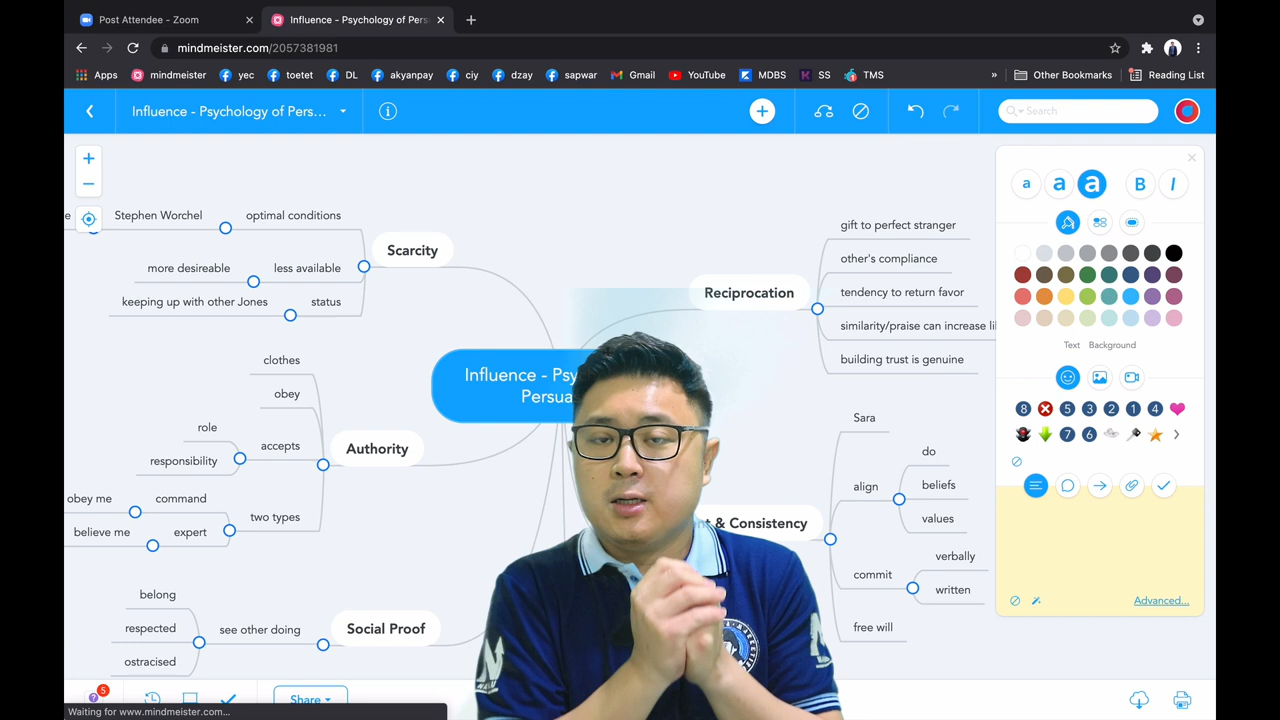 Post Attendee - Zoom
Influence - Psychology of Pers
mindmeister.com/2057381981
Apps mindmeister yec toetet DL akyanpay ciy dzay sapwar Gmail YouTube MDBS SS TMS » Other Bookmarks Reading List
Influence - Psychology of Pers... Search
a a a B I
e Stephen Worchel optimal conditions
Scarcity
more desireable less available
keeping up with other Jones status
gift to perfect stranger
other's compliance
Reciprocation tendency to return favor
similarity/praise can increase li
building trust is genuine
Text Background
Influence - Psy
Persua
clothes
obey
role
accepts
responsibility
Authority
obey me command
two types
believe me expert
Sara
do
align beliefs
values
& Consistency
verbally
commit written
free will
8 5 3 2 1 4
7 6
Advanced...
belong
respected see other doing Social Proof
ostracised
5
Share
Waiting for www.mindmeister.com...